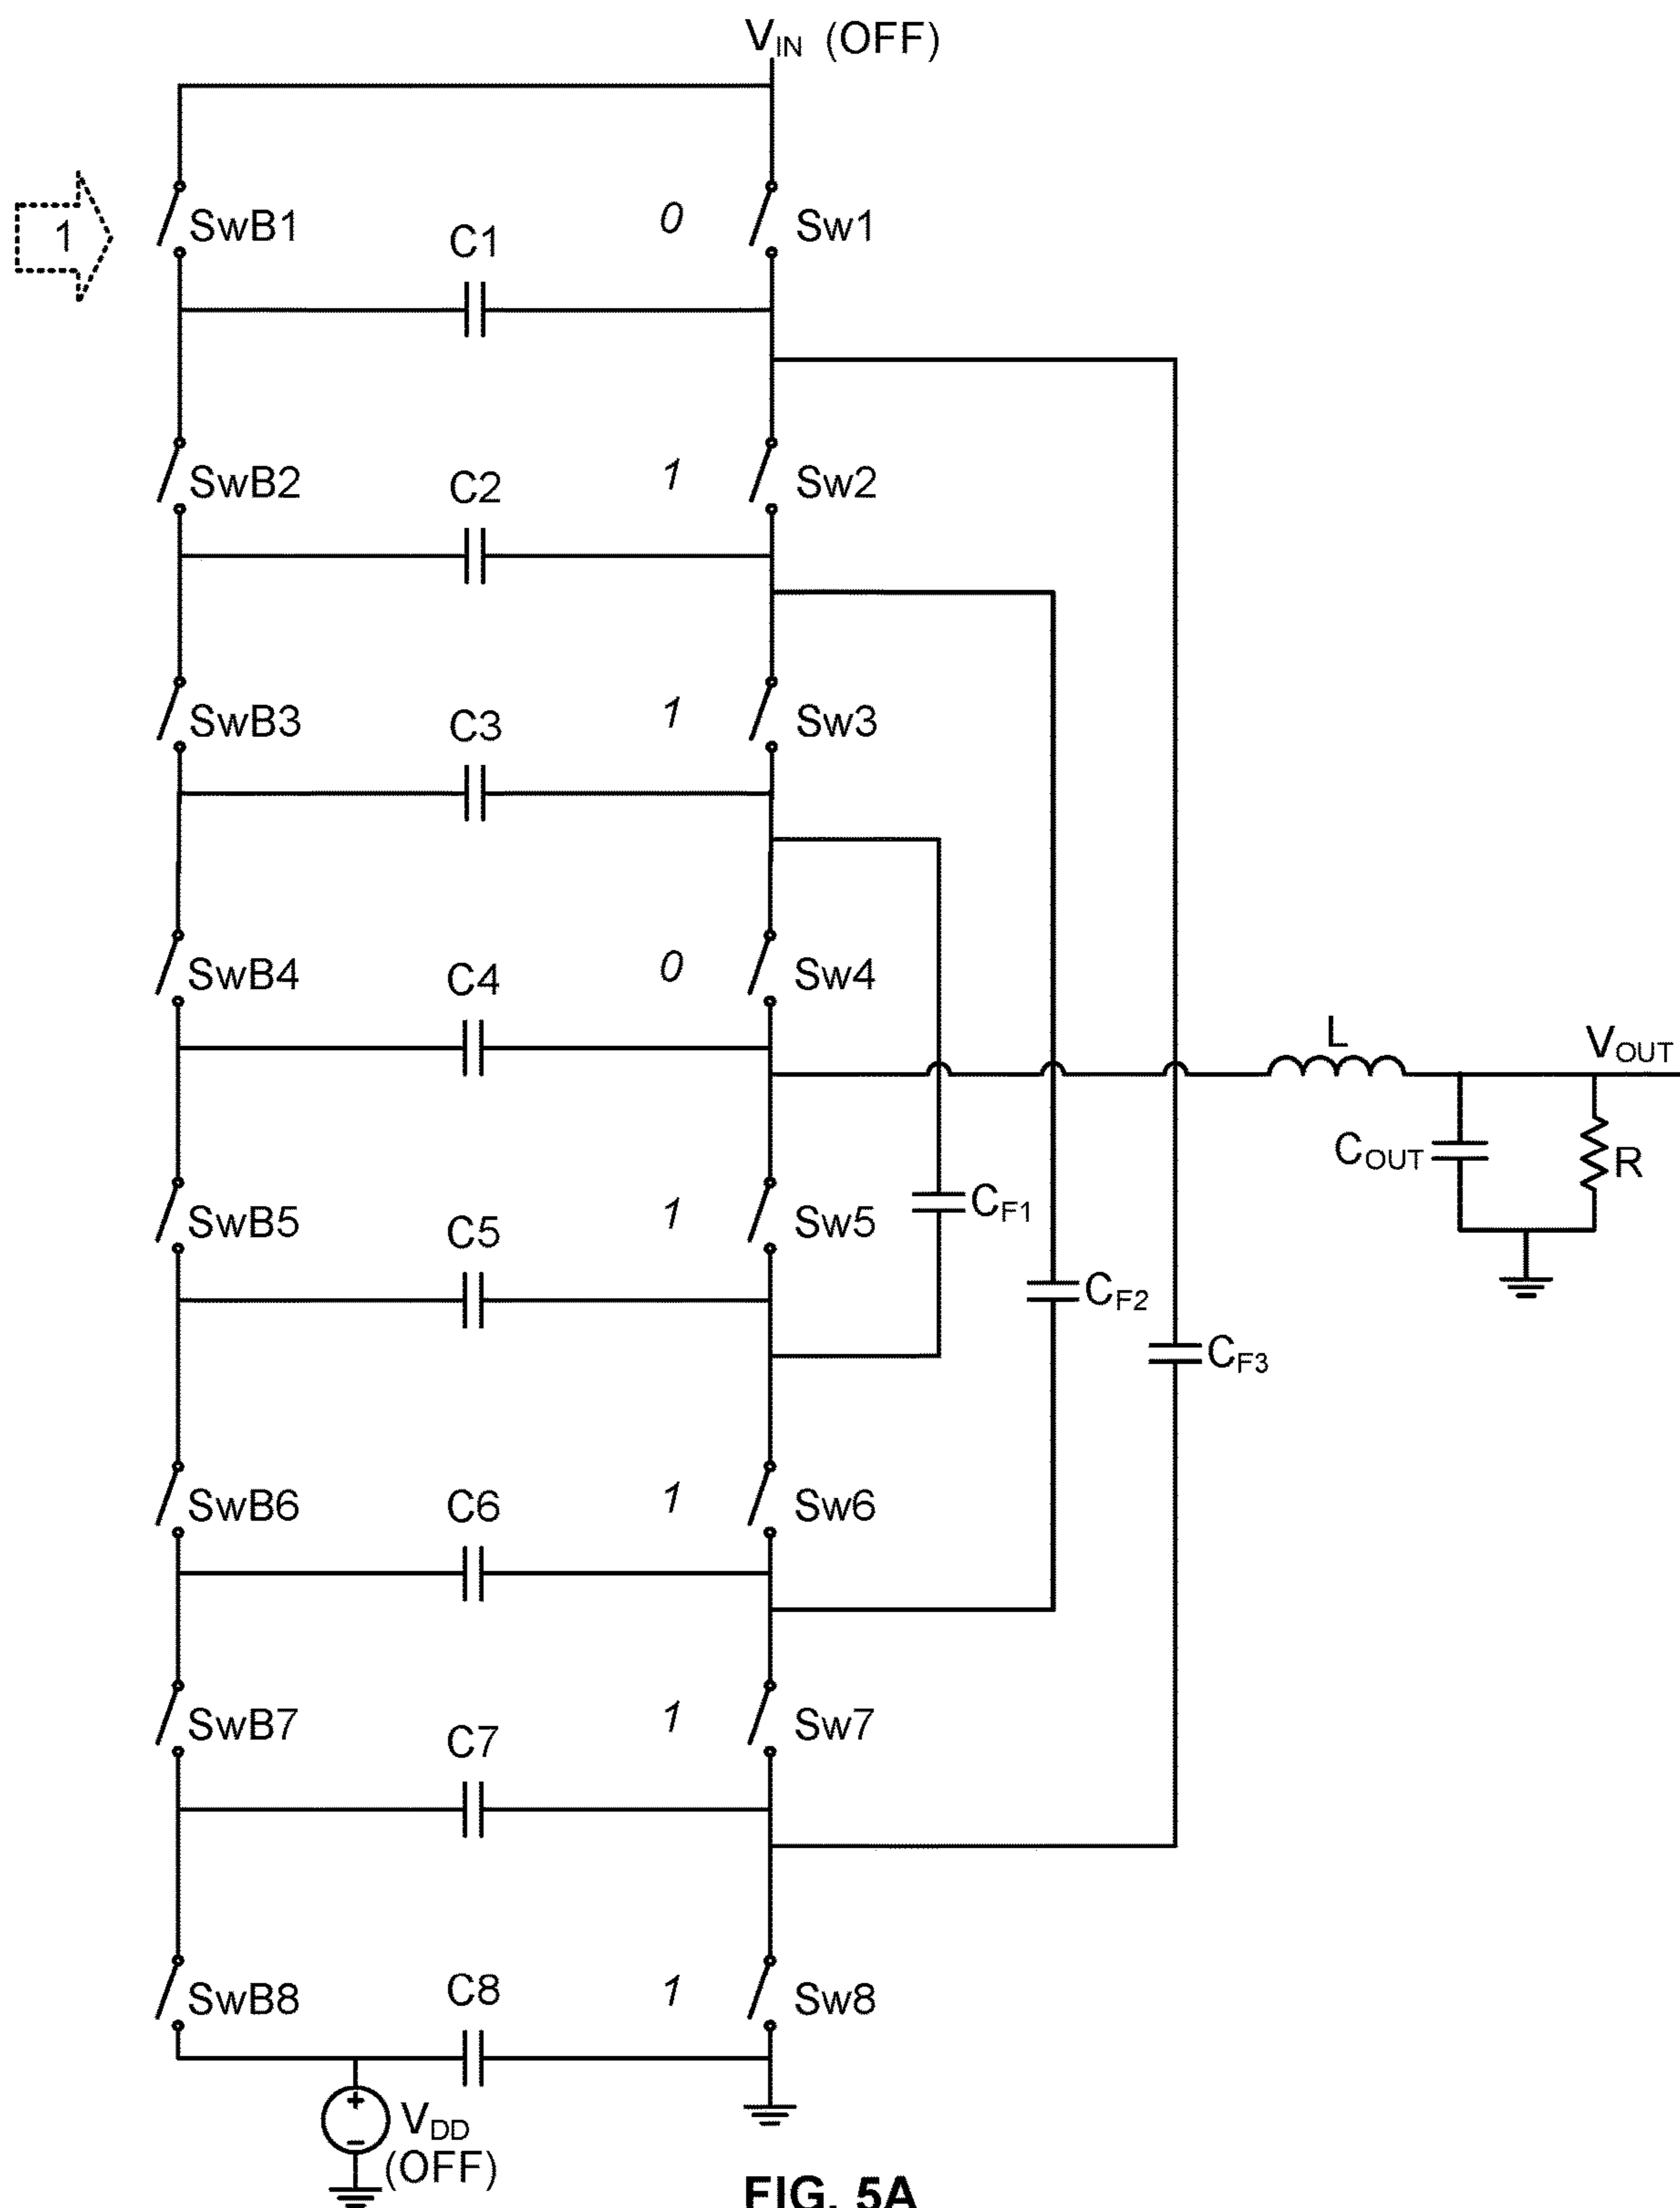 V_IN (OFF)
1
SwB1
C1
0
Sw1
SwB2
C2
1
Sw2
SwB3
C3
1
Sw3
SwB4
C4
0
Sw4
L
V_OUT
C_OUT
R
SwB5
C5
1
Sw5
C_F1
C_F2
C_F3
SwB6
C6
1
Sw6
SwB7
C7
1
Sw7
SwB8
C8
1
Sw8
+
V_DD
−
(OFF)
FIG. 5A